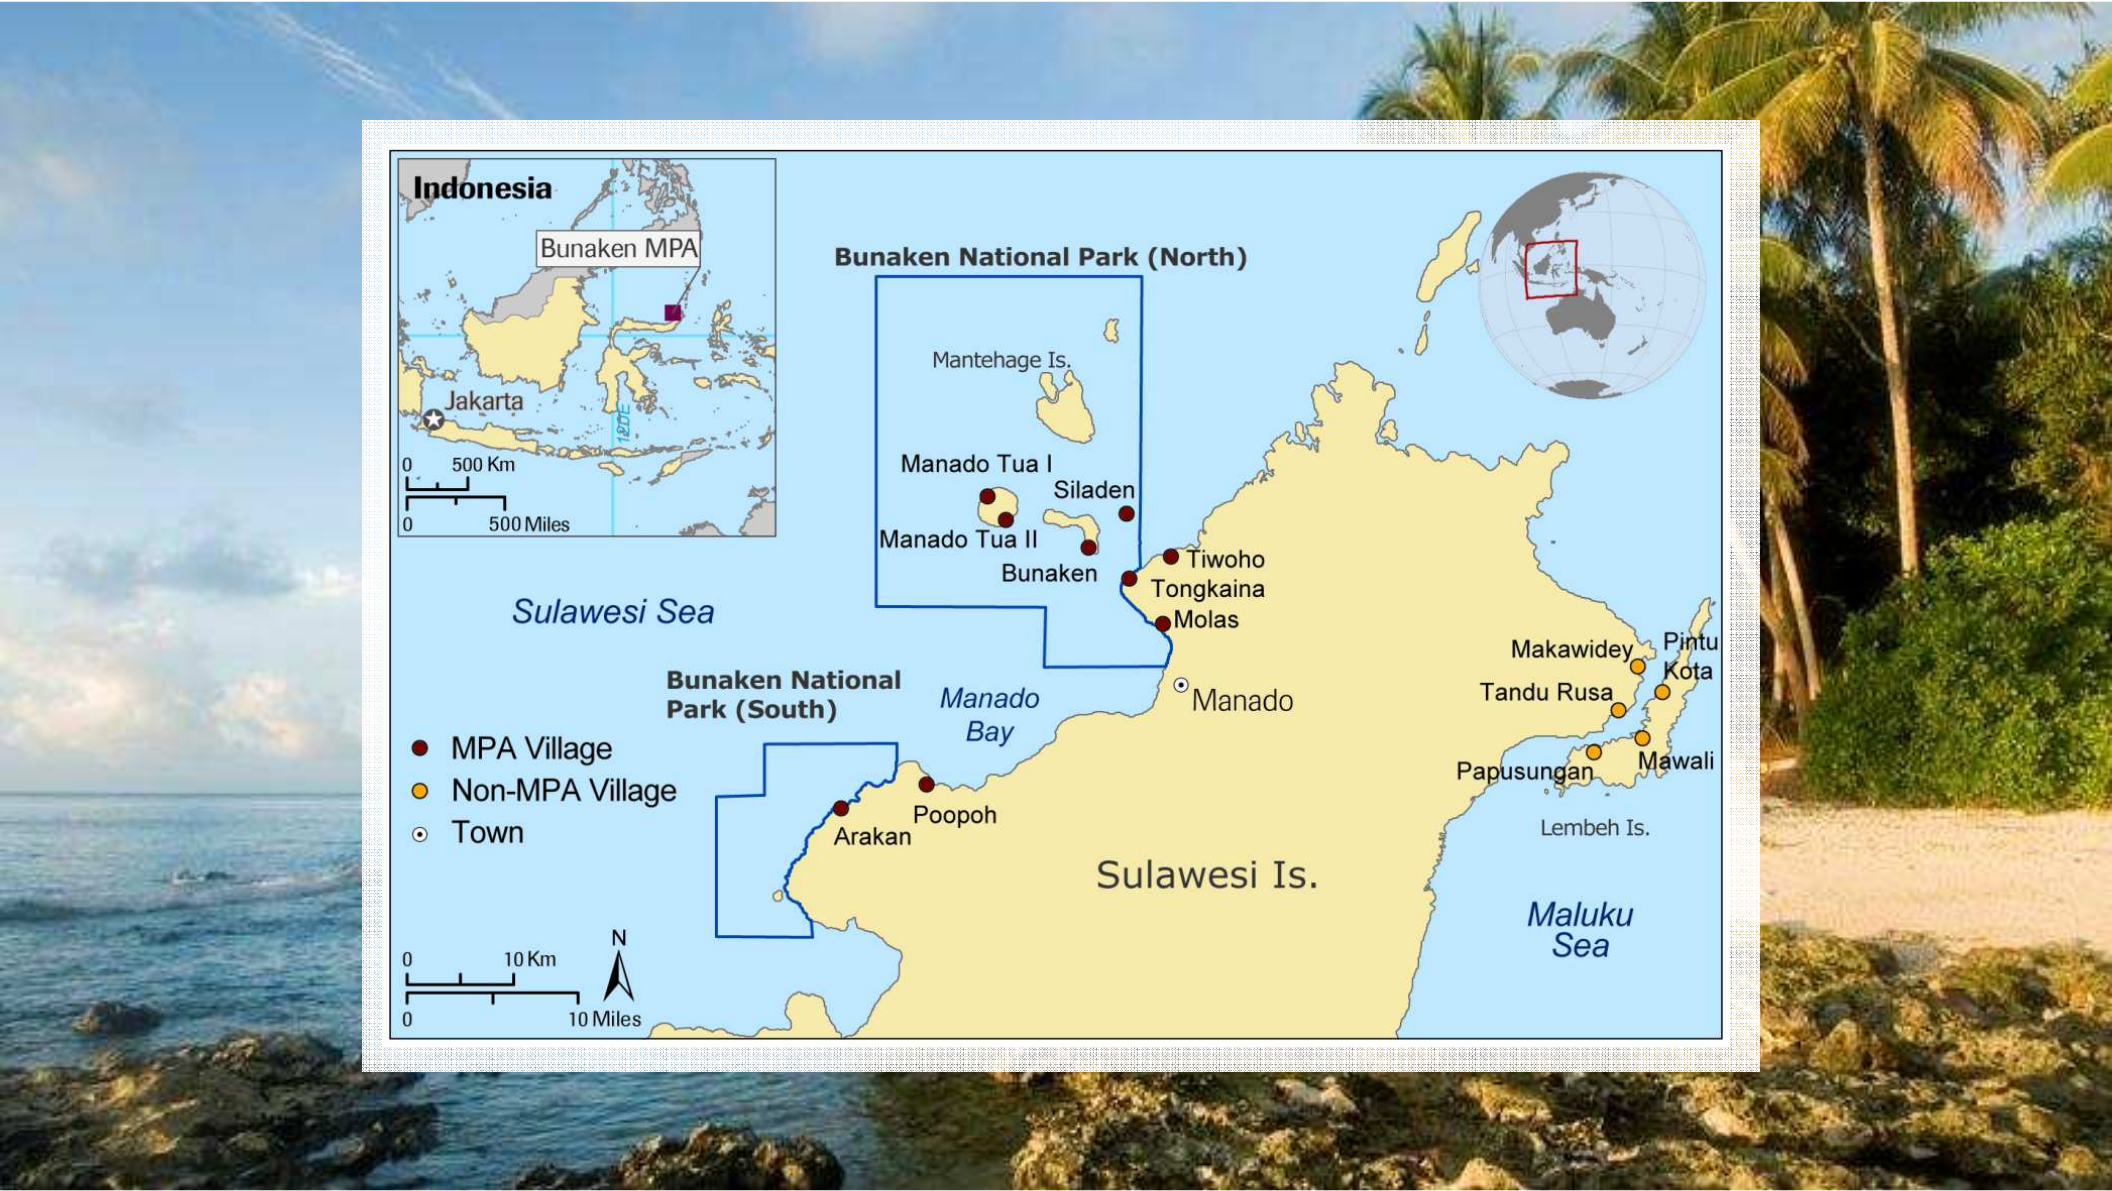 Indonesia
Bunaken MPA
Jakarta
120E
0 500 Km
0 500 Miles
Bunaken National Park (North)
Mantehage Is.
Manado Tua I
Siladen
Manado Tua II
Bunaken
Tiwoho
Tongkaina
Molas
Sulawesi Sea
Makawidey
Pintu
Kota
Bunaken National
Park (South)
Manado
Bay
Manado
Tandu Rusa
MPA Village
Non-MPA Village
Town
Papusungan
Mawali
Poopoh
Arakan
Lembeh Is.
Sulawesi Is.
Maluku
Sea
N
0 10 Km
0 10 Miles